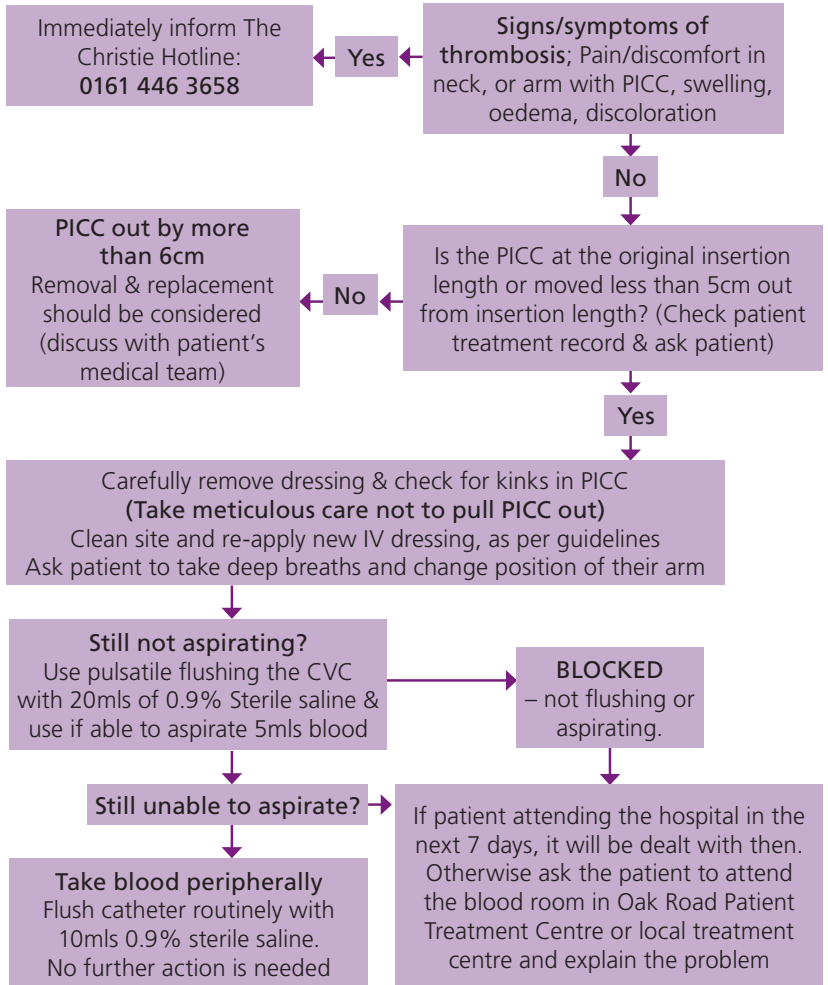 Immediately inform The
Christie Hotline:
0161 446 3658
Yes
Signs/symptoms of
thrombosis; Pain/discomfort in
neck, or arm with PICC, swelling,
oedema, discoloration
No
PICC out by more
than 6cm
Removal & replacement
should be considered
(discuss with patient’s
medical team)
No
Is the PICC at the original insertion
length or moved less than 5cm out
from insertion length? (Check patient
treatment record & ask patient)
Yes
Carefully remove dressing & check for kinks in PICC
(Take meticulous care not to pull PICC out)
Clean site and re-apply new IV dressing, as per guidelines
Ask patient to take deep breaths and change position of their arm
Still not aspirating?
Use pulsatile flushing the CVC
with 20mls of 0.9% Sterile saline &
use if able to aspirate 5mls blood
BLOCKED
– not flushing or
aspirating.
Still unable to aspirate?
If patient attending the hospital in the
next 7 days, it will be dealt with then.
Otherwise ask the patient to attend
the blood room in Oak Road Patient
Treatment Centre or local treatment
centre and explain the problem
Take blood peripherally
Flush catheter routinely with
10mls 0.9% sterile saline.
No further action is needed